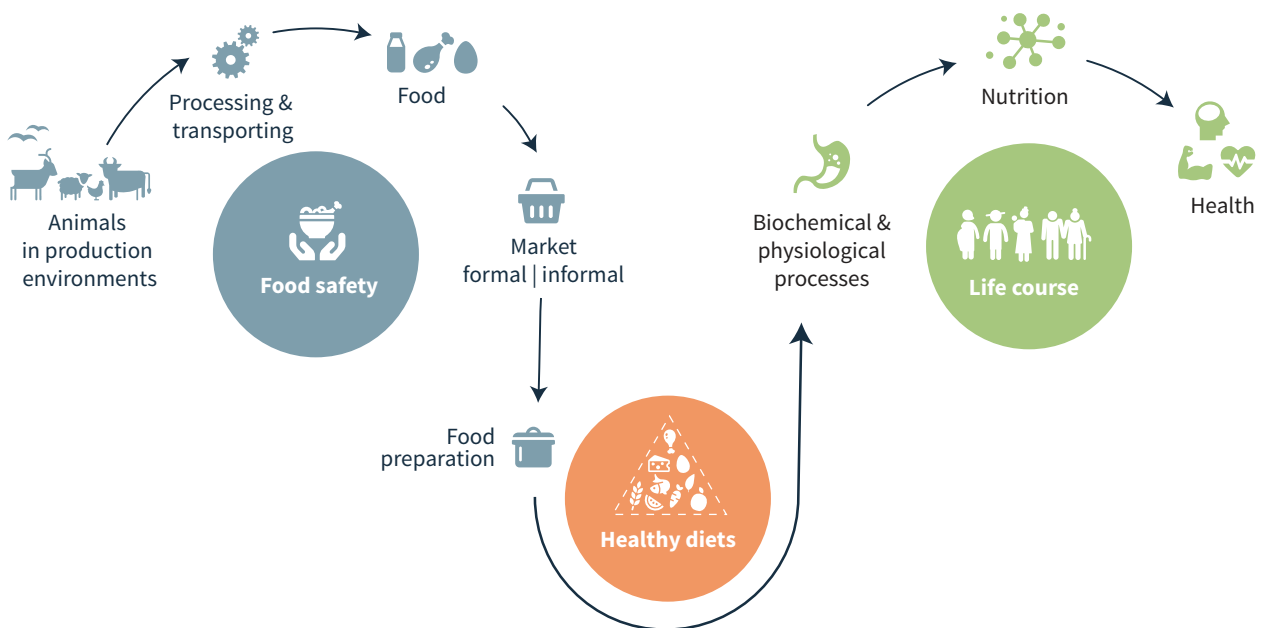 Processing &
transporting
Food
Animals
in production
environments
Food safety
Market
formal | informal
Food
preparation
Healthy diets
Biochemical &
physiological
processes
Nutrition
Life course
Health